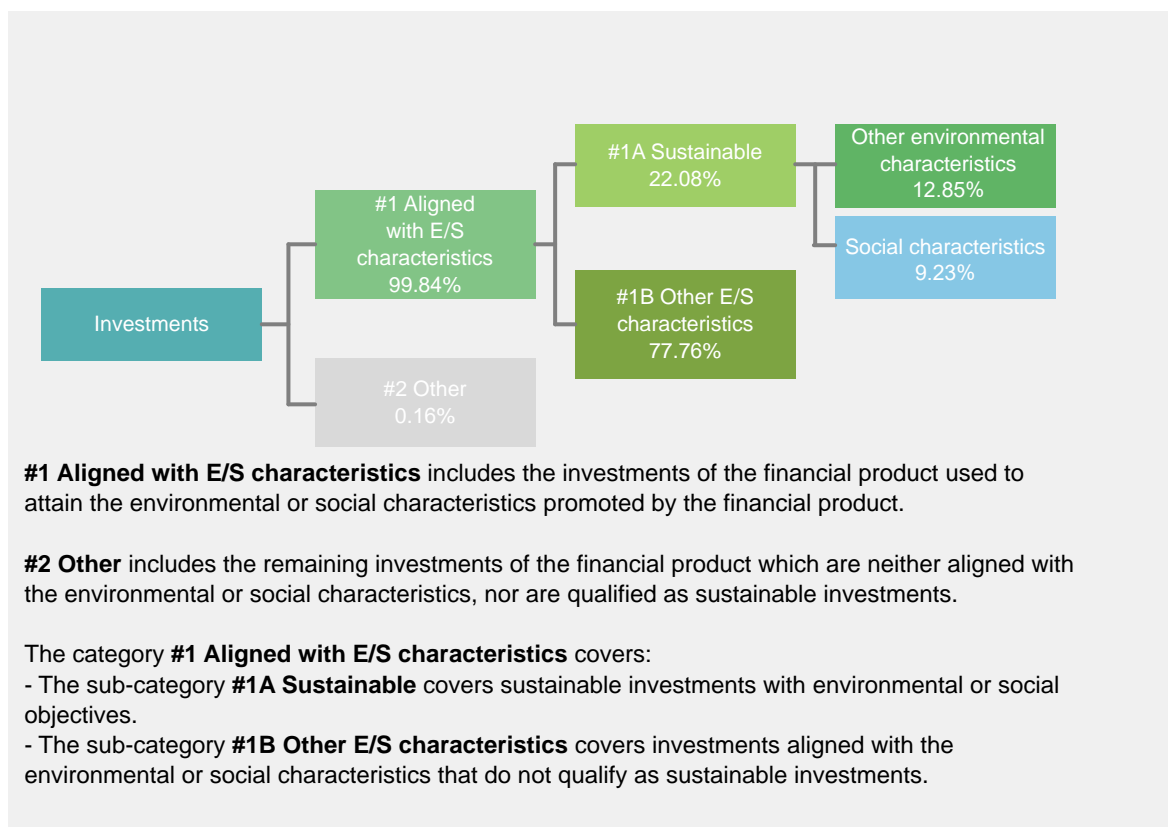 Investments
#1 Aligned
with E/S
characteristics
99.84%
#2 Other
0.16%
#1A Sustainable
22.08%
#1B Other E/S
characteristics
77.76%
Other environmental
characteristics
12.85%
Social characteristics
9.23%
#1 Aligned with E/S characteristics includes the investments of the financial product used to
attain the environmental or social characteristics promoted by the financial product.
#2 Other includes the remaining investments of the financial product which are neither aligned with
the environmental or social characteristics, nor are qualified as sustainable investments.
The category #1 Aligned with E/S characteristics covers:
- The sub-category #1A Sustainable covers sustainable investments with environmental or social
objectives.
- The sub-category #1B Other E/S characteristics covers investments aligned with the
environmental or social characteristics that do not qualify as sustainable investments.